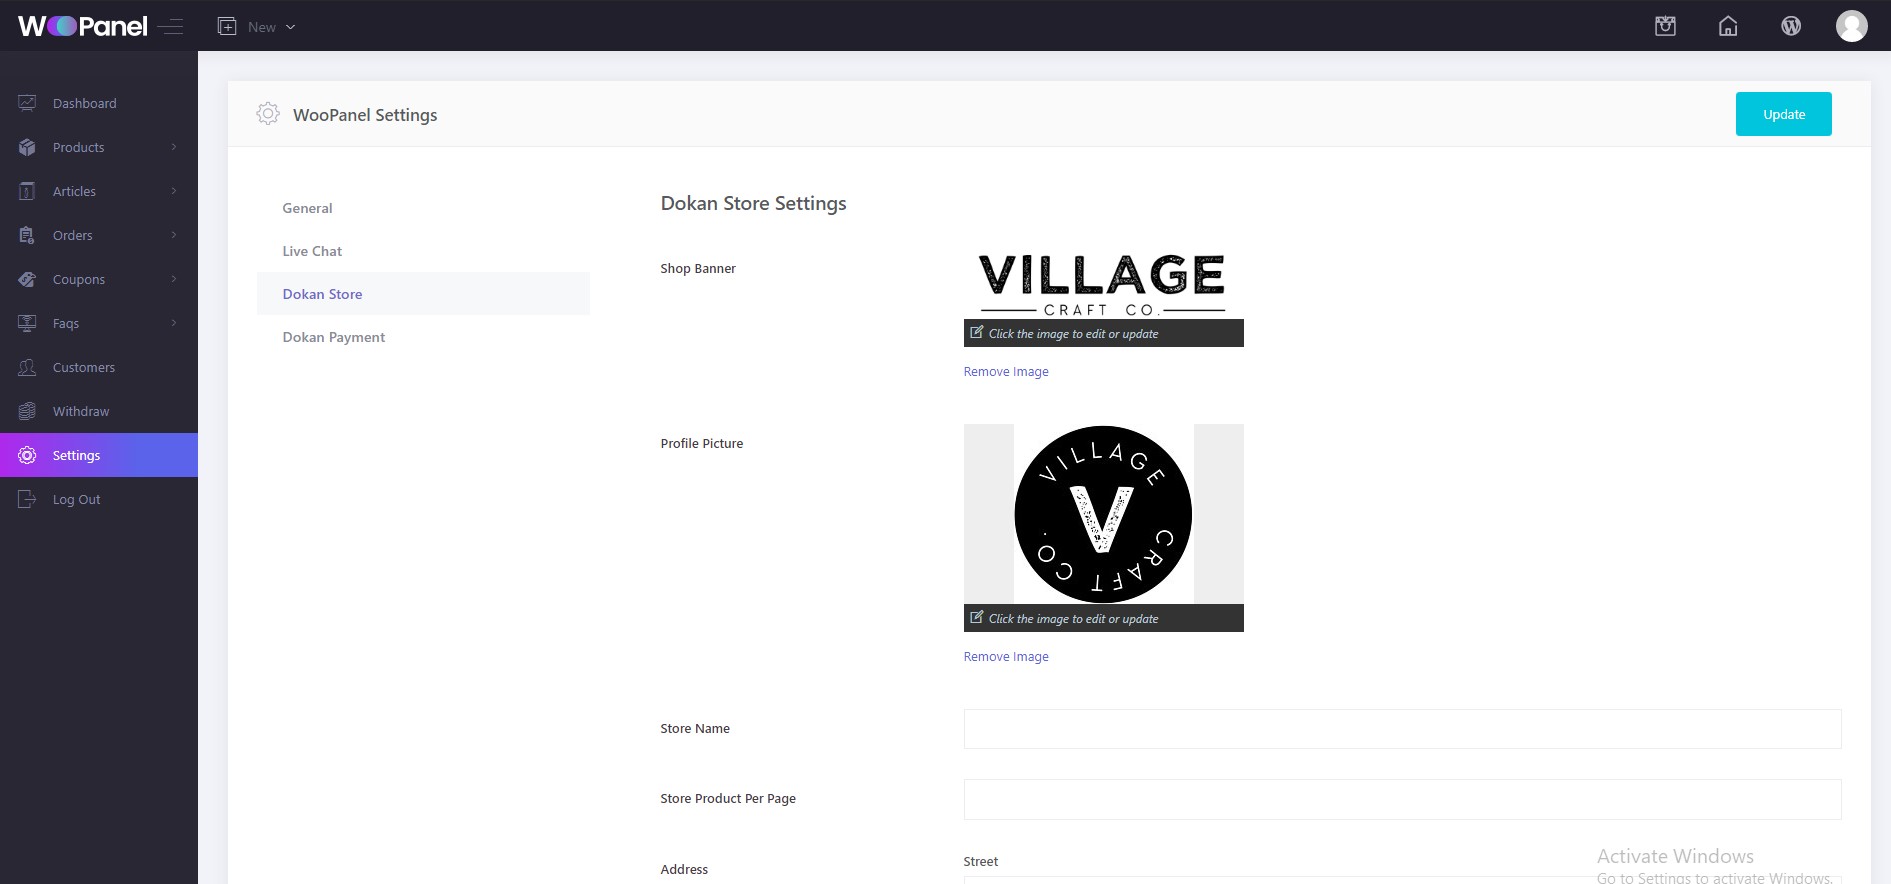 WooPanel
New
Dashboard
Products
Articles
Orders
Coupons
Faqs
Customers
Withdraw
Settings
Log Out
WooPanel Settings
Update
General
Live Chat
Dokan Store
Dokan Payment
Dokan Store Settings
Shop Banner
VILLAGE
CRAFT CO.
Click the image to edit or update
Remove Image
Profile Picture
VILLAGE
V
CRAFT CO.
Click the image to edit or update
Remove Image
Store Name
Store Product Per Page
Address
Street
Activate Windows
Go to Settings to activate Windows.